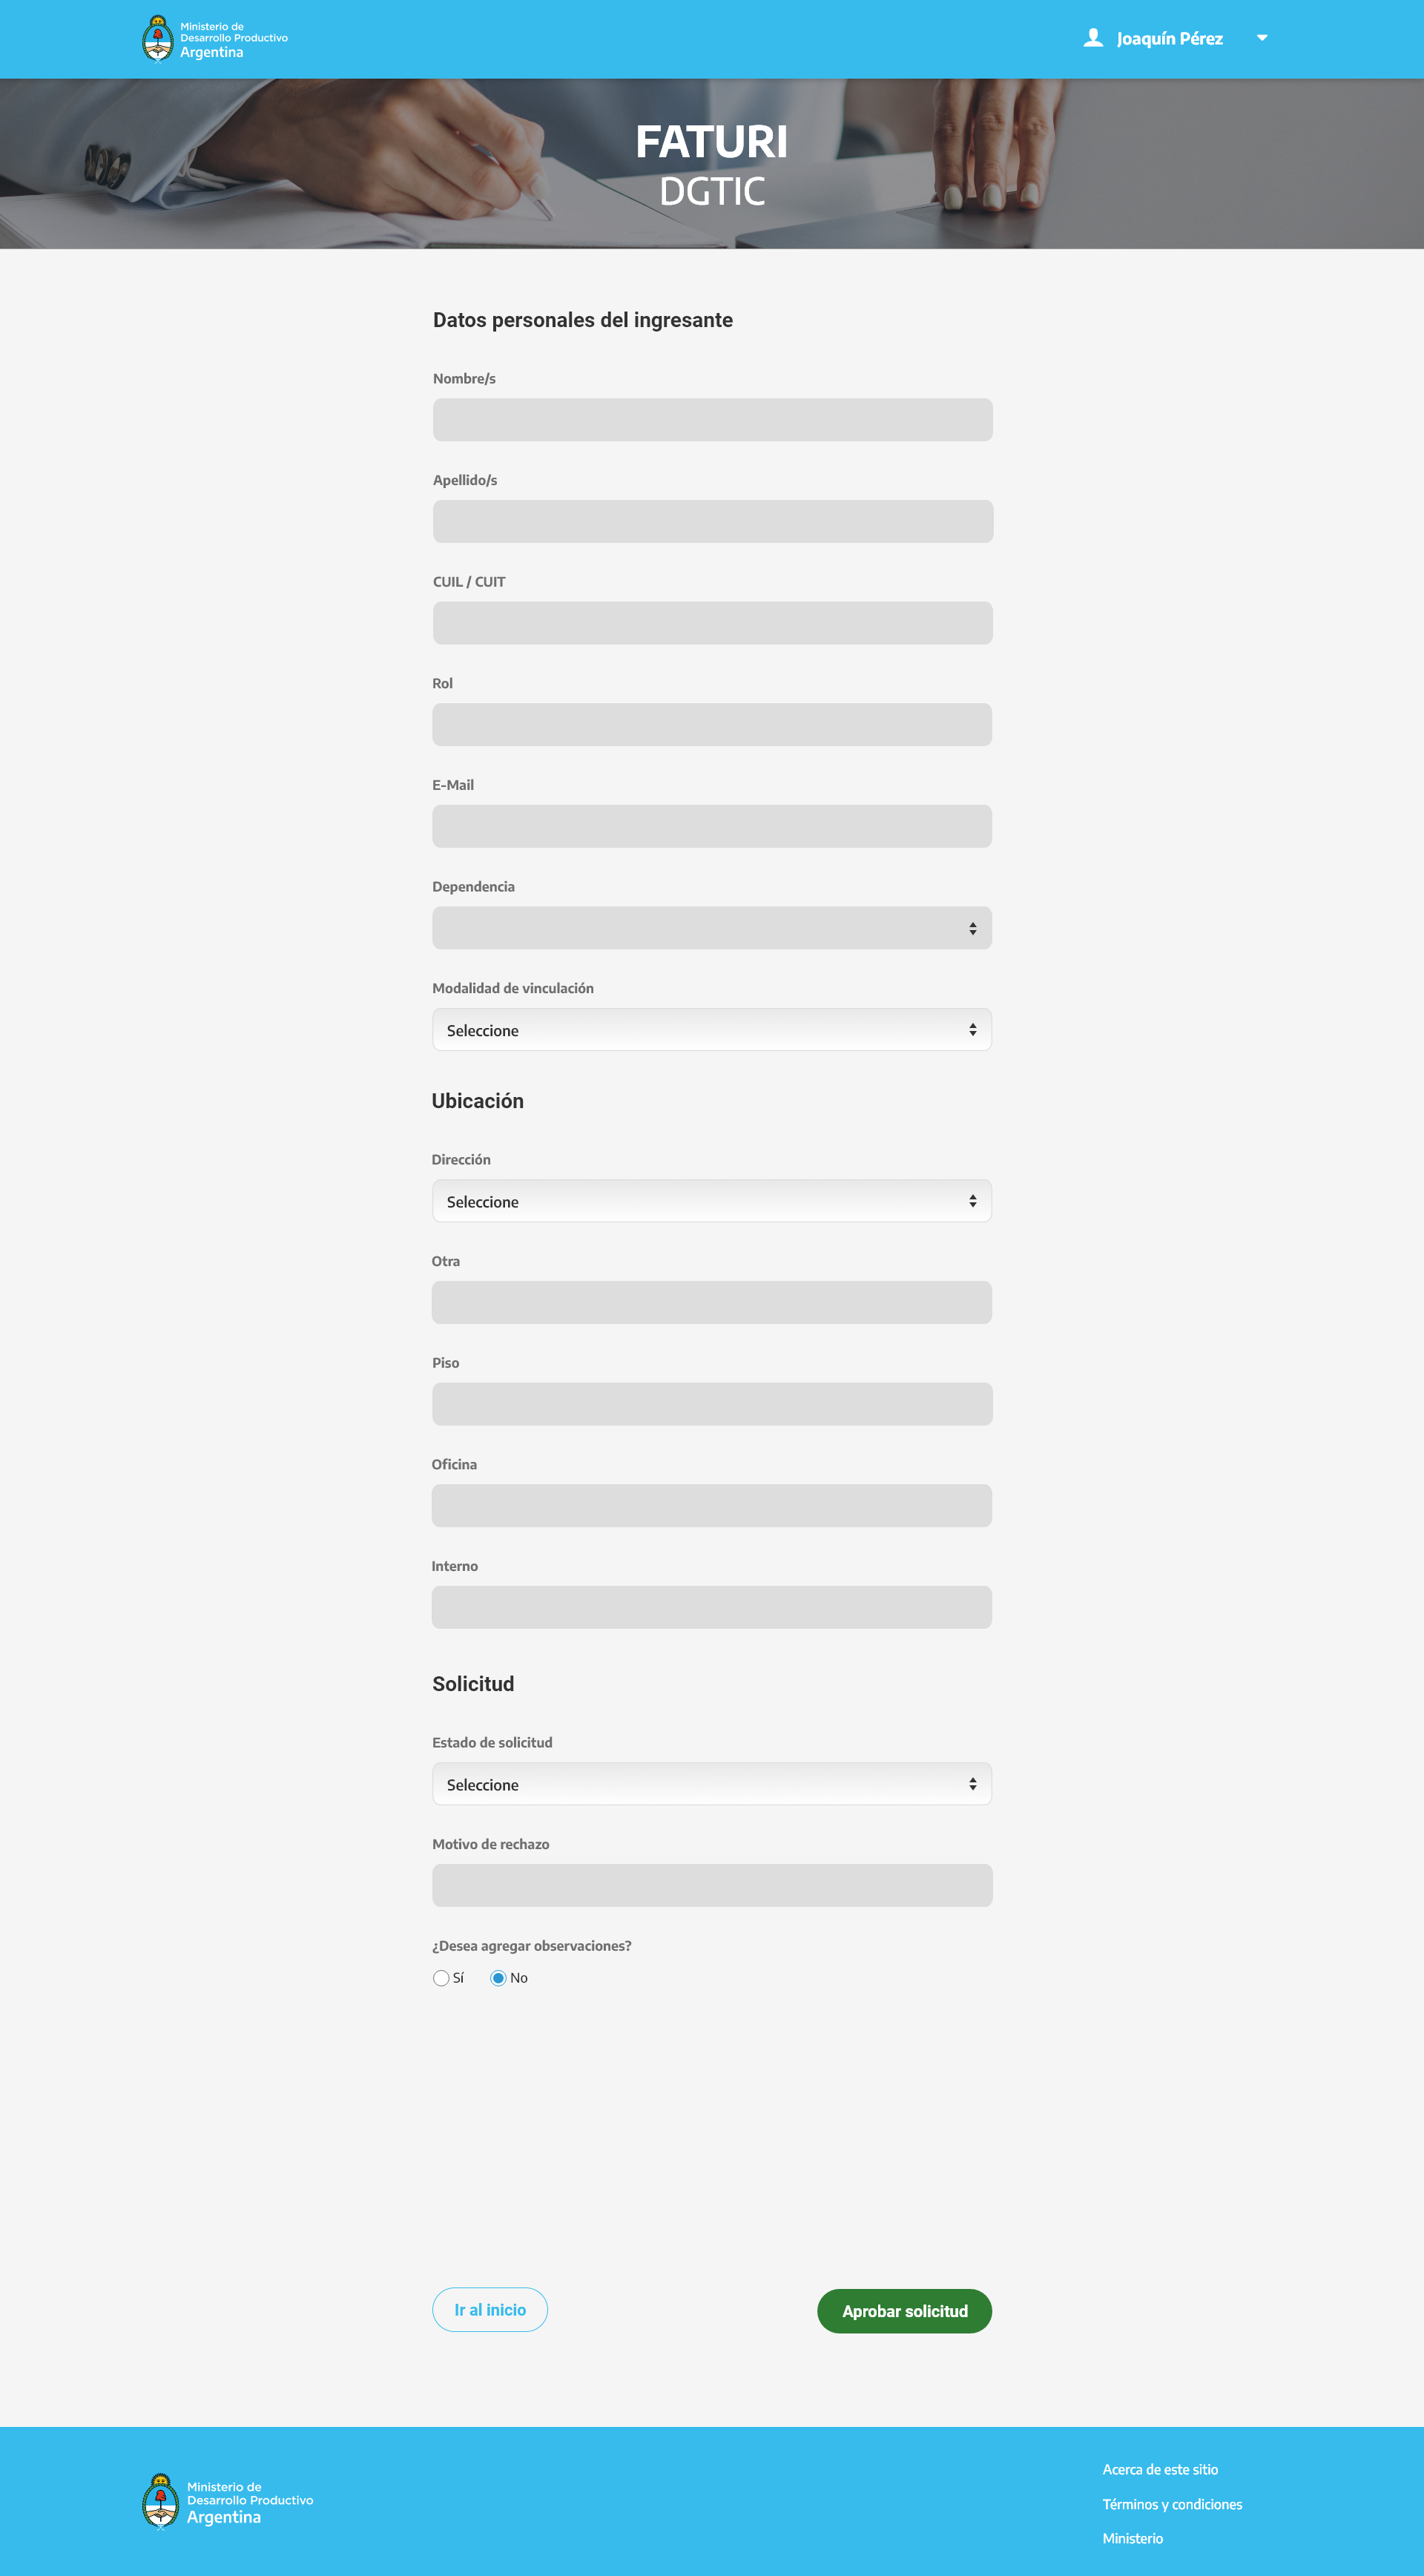 Ministerio de
Desarrollo Productivo
Argentina
Joaquín Pérez
FATURI
DGTIC
Datos personales del ingresante
Nombre/s
Apellido/s
CUIL / CUIT
Rol
E-Mail
Dependencia
Modalidad de vinculación
Seleccione
Ubicación
Dirección
Seleccione
Otra
Piso
Oficina
Interno
Solicitud
Estado de solicitud
Seleccione
Motivo de rechazo
¿Desea agregar observaciones?
Sí No
Ir al inicio
Aprobar solicitud
Ministerio de
Desarrollo Productivo
Argentina
Acerca de este sitio
Términos y condiciones
Ministerio